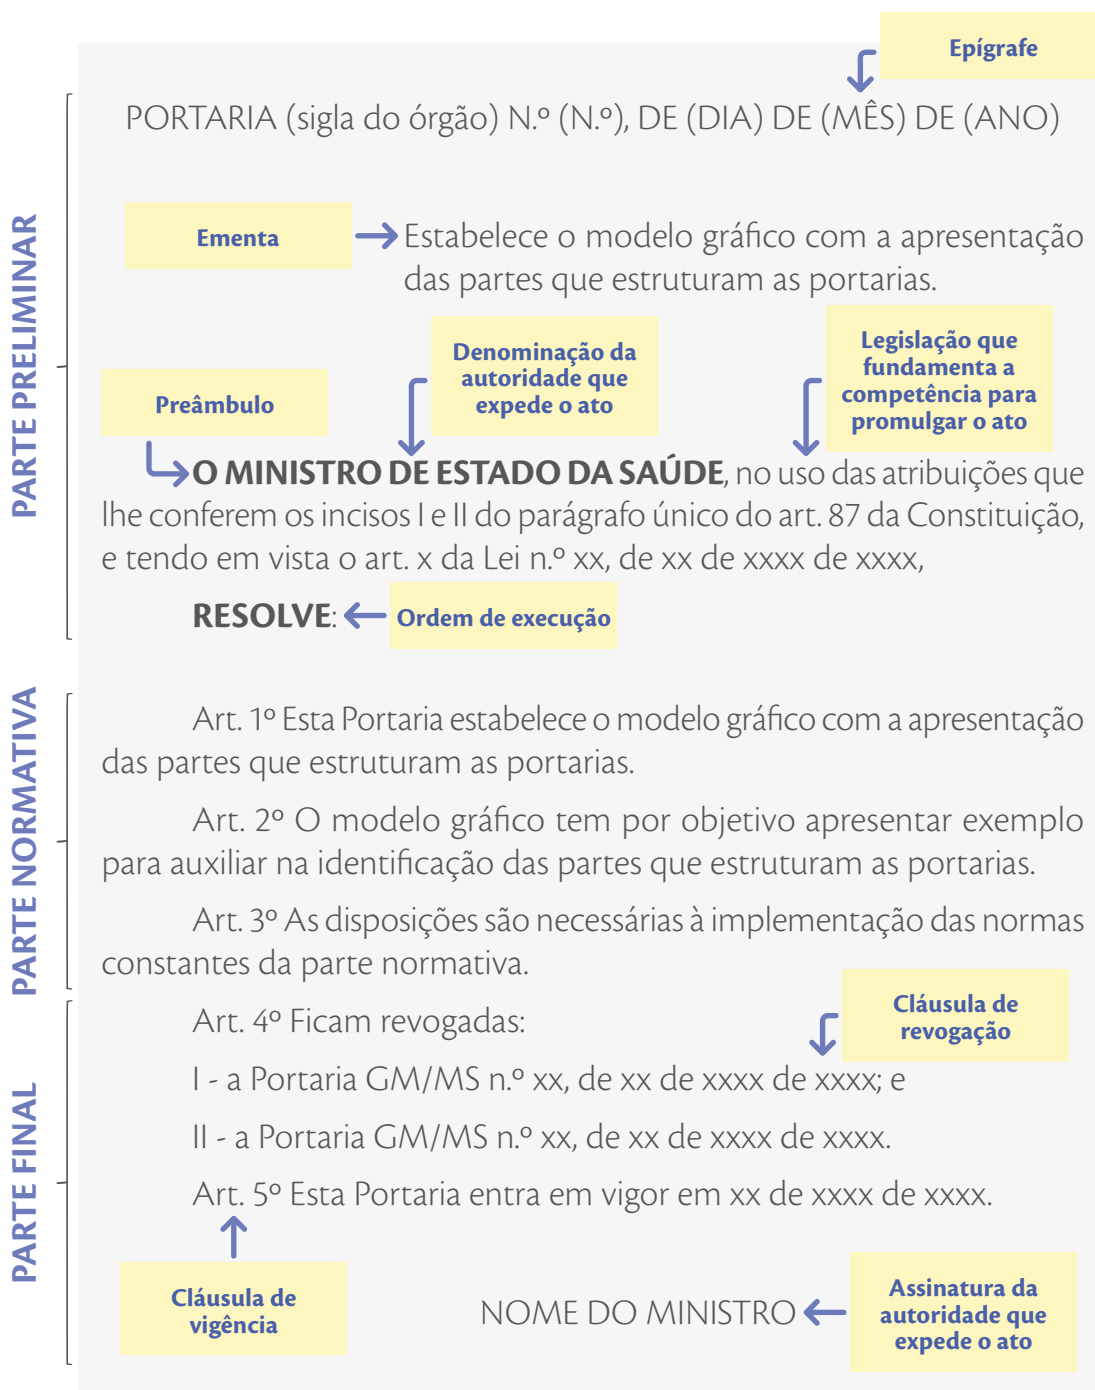 Epígrafe
PORTARIA (sigla do órgão) N.º (N.º), DE (DIA) DE (MÊS) DE (ANO)
PARTE PRELIMINAR
Ementa
Estabelece o modelo gráfico com a apresentação
das partes que estruturam as portarias.
Preâmbulo
Denominação da
autoridade que
expede o ato
Legislação que
fundamenta a
competência para
promulgar o ato
O MINISTRO DE ESTADO DA SAÚDE, no uso das atribuições que
lhe conferem os incisos I e II do parágrafo único do art. 87 da Constituição,
e tendo em vista o art. x da Lei n.º xx, de xx de xxxx de xxxx,
RESOLVE:
Ordem de execução
PARTE NORMATIVA
Art. 1º Esta Portaria estabelece o modelo gráfico com a apresentação
das partes que estruturam as portarias.
Art. 2º O modelo gráfico tem por objetivo apresentar exemplo
para auxiliar na identificação das partes que estruturam as portarias.
Art. 3º As disposições são necessárias à implementação das normas
constantes da parte normativa.
PARTE FINAL
Art. 4º Ficam revogadas:
Cláusula de
revogação
I - a Portaria GM/MS n.º xx, de xx de xxxx de xxxx; e
II - a Portaria GM/MS n.º xx, de xx de xxxx de xxxx.
Art. 5º Esta Portaria entra em vigor em xx de xxxx de xxxx.
Cláusula de
vigência
NOME DO MINISTRO
Assinatura da
autoridade que
expede o ato